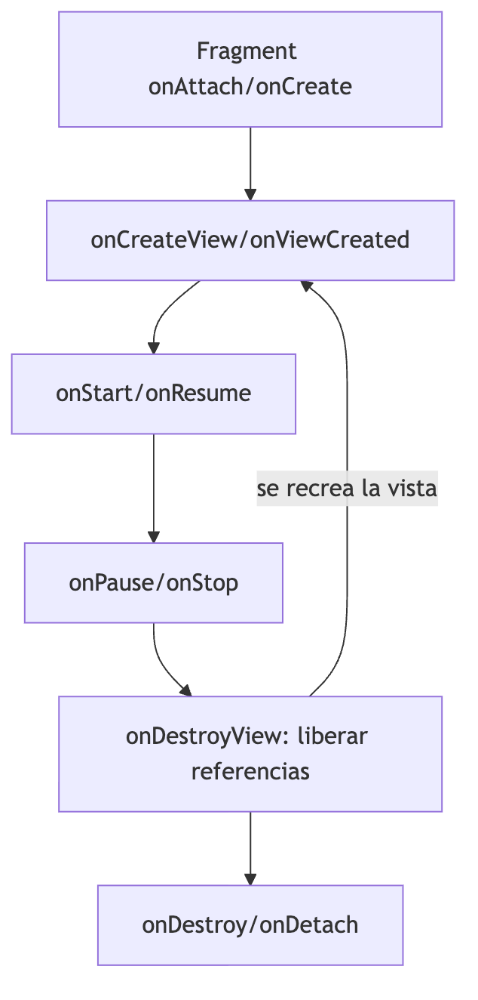 Fragment
onAttach/onCreate
onCreateView/onViewCreated
onStart/onResume
se recrea la vista
onPause/onStop
onDestroyView: liberar
referencias
onDestroy/onDetach